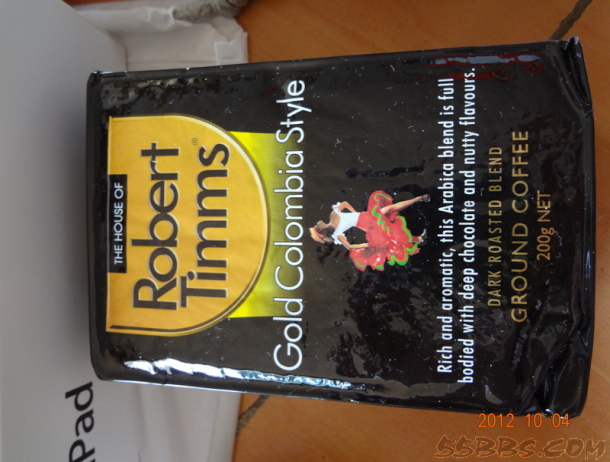 THE HOUSE OF
Robert
Timms®
Gold Colombia Style
Rich and aromatic, this Arabica blend is full
bodied with deep chocolate and nutty flavours.
DARK ROASTED BLEND
GROUND COFFEE
200g NET
Pad
2012 10 04
55BBS.COM